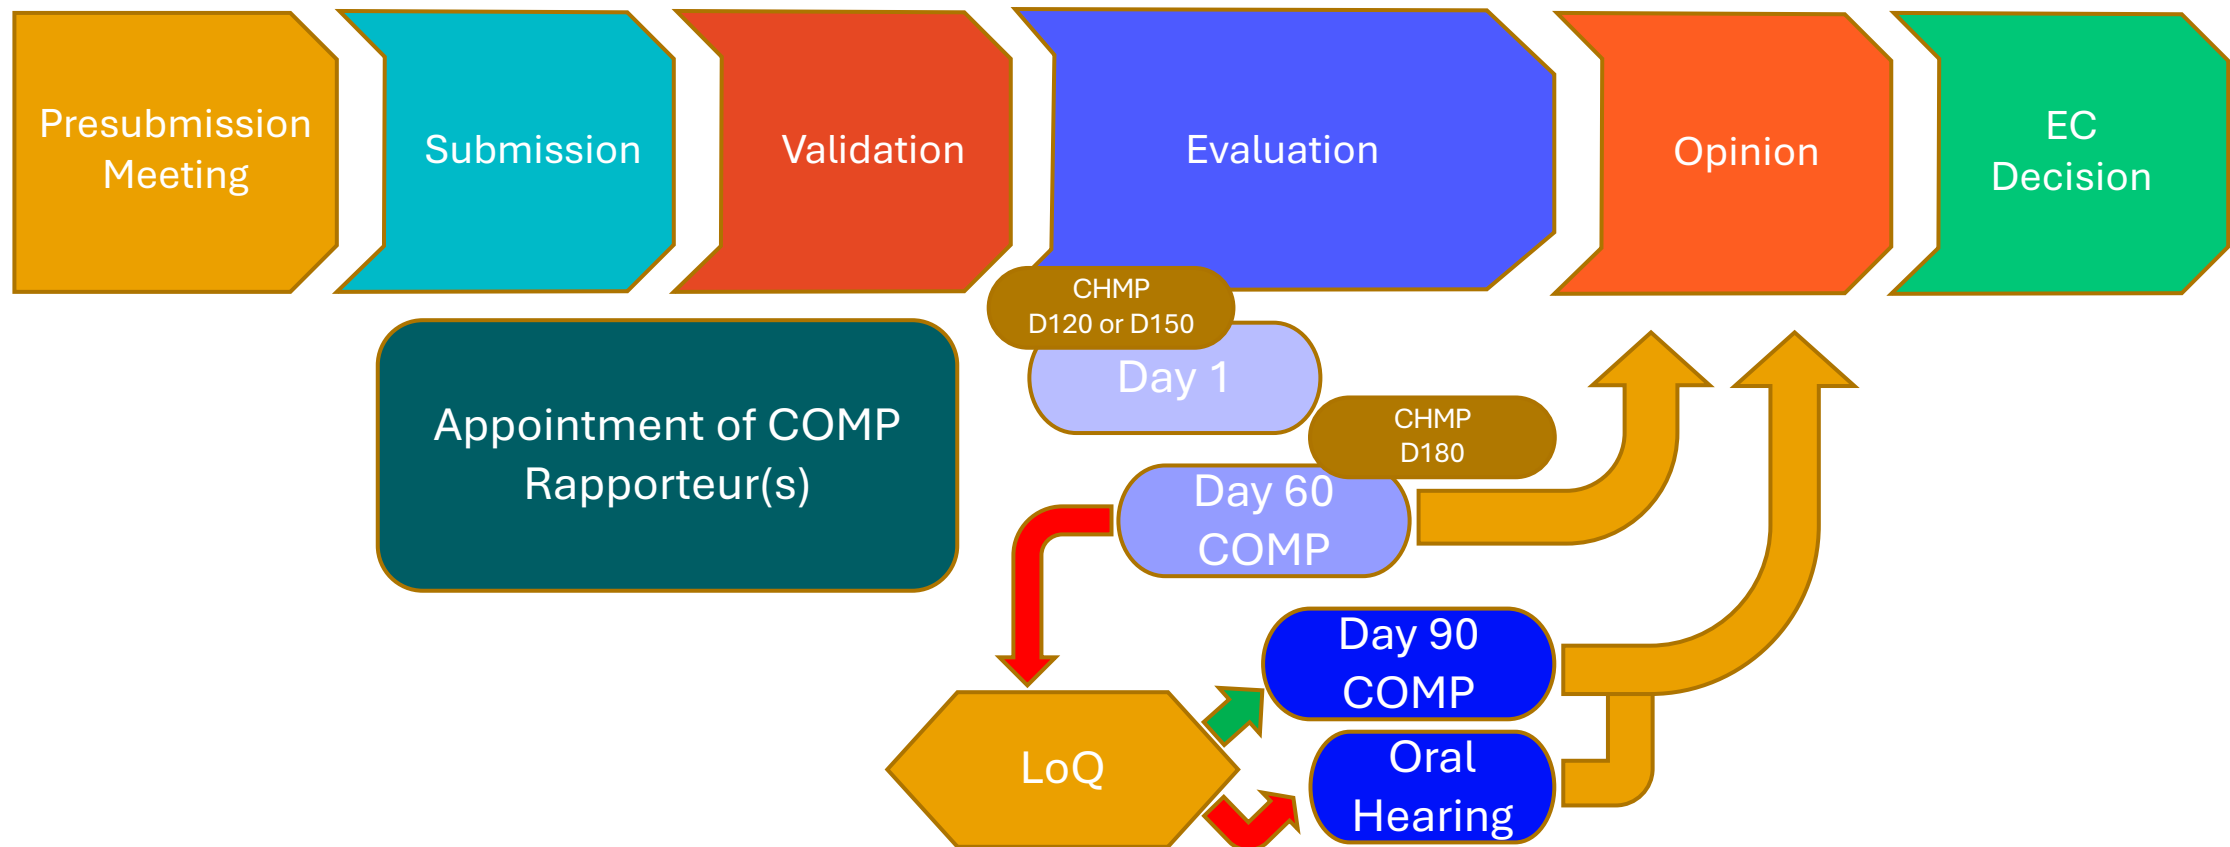 Presubmission
Meeting
Submission
Validation
Evaluation
Opinion
EC
Decision
CHMP
D120 or D150
Day 1
Appointment of COMP
Rapporteur(s)
CHMP
D180
Day 60
COMP
Day 90
COMP
LoQ
Oral
Hearing